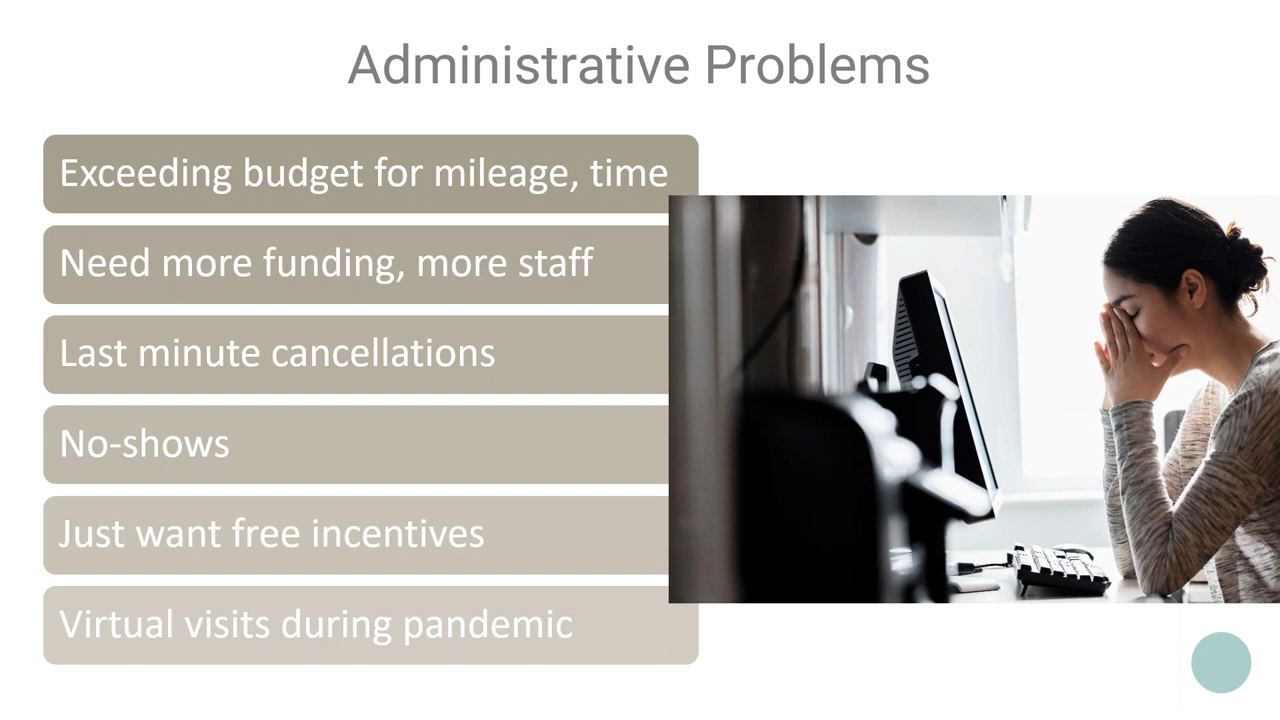 Administrative Problems
Exceeding budget for mileage, time
Need more funding, more staff
Last minute cancellations
No-shows
Just want free incentives
Virtual visits during pandemic